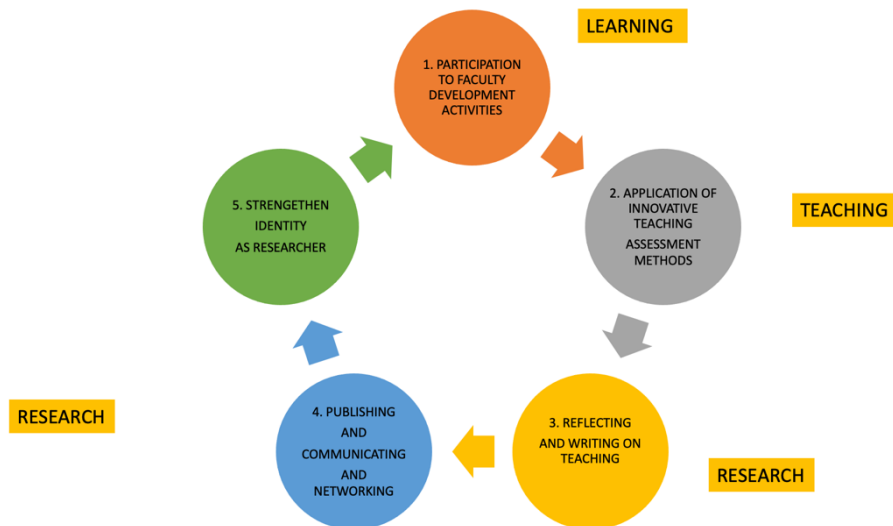 LEARNING
1. PARTICIPATION
TO FACULTY
DEVELOPMENT
ACTIVITIES
2. APPLICATION OF
INNOVATIVE
TEACHING
ASSESSMENT
METHODS
TEACHING
3. REFLECTING
AND WRITING ON
TEACHING
RESEARCH
4. PUBLISHING
AND
COMMUNICATING
AND
NETWORKING
RESEARCH
5. STRENGETHEN
IDENTITY
AS RESEARCHER